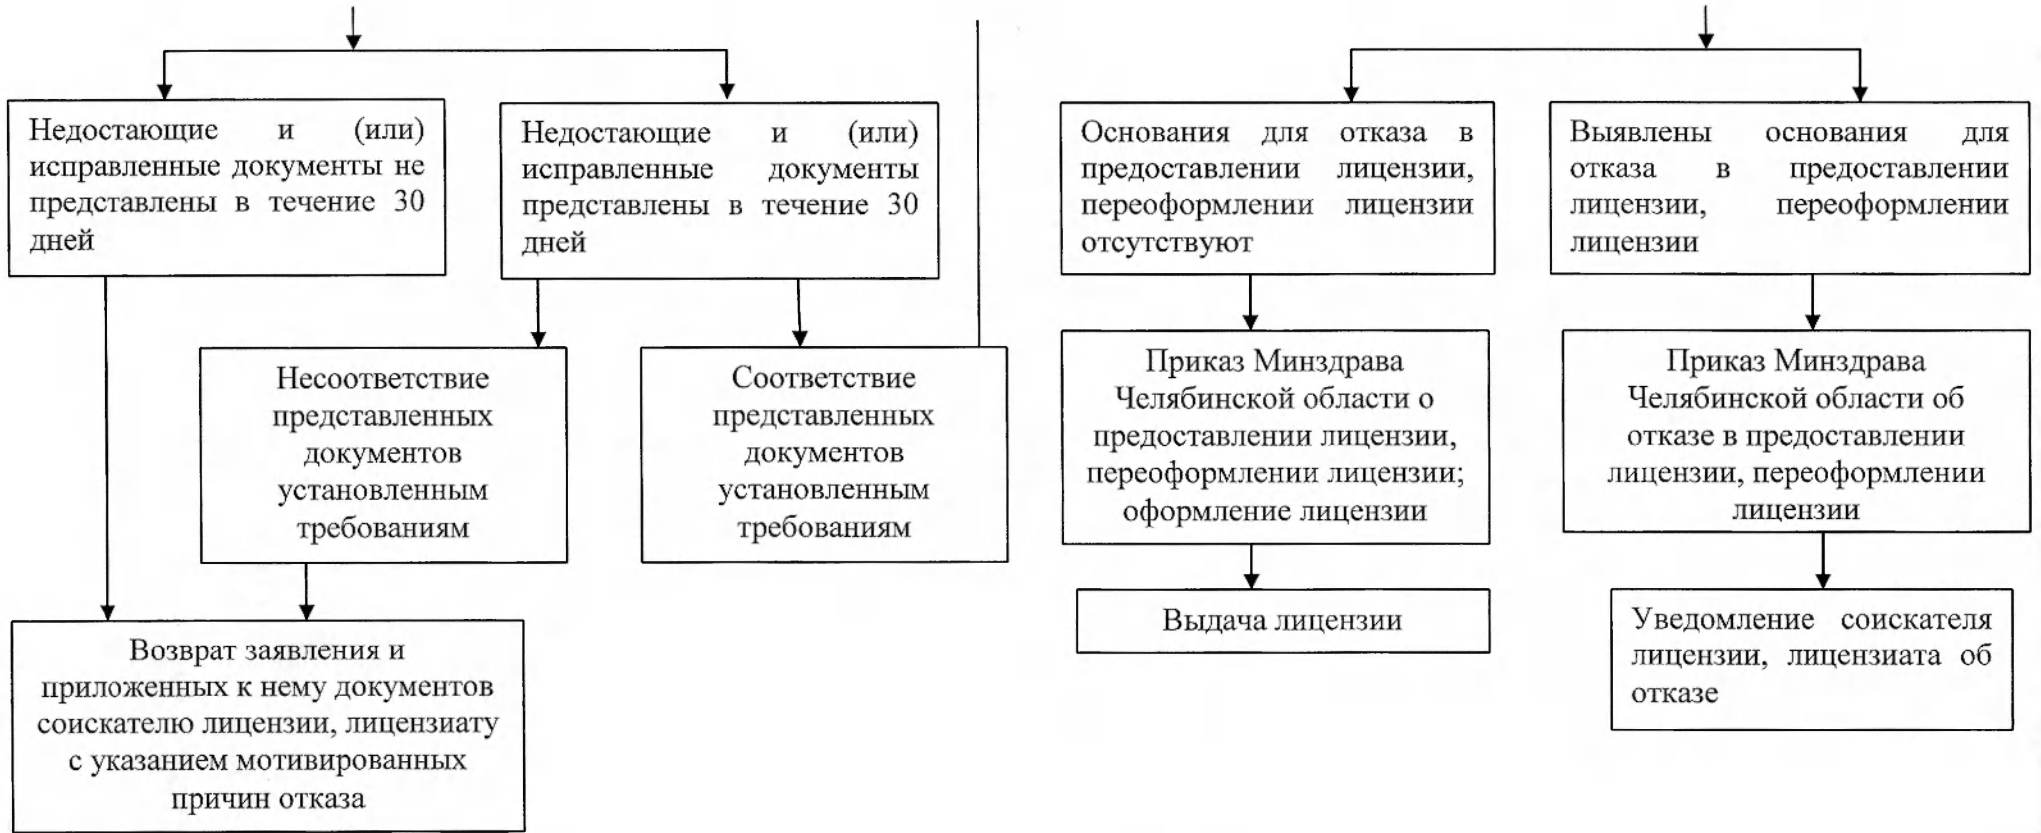 Недостающие и (или)
исправленные документы не
представлены в течение 30
дней
Недостающие и (или)
исправленные документы
представлены в течение 30
дней
Основания для отказа в
предоставлении лицензии,
переоформлении лицензии
отсутствуют
Выявлены основания для
отказа в предоставлении
лицензии, переоформлении
лицензии
Несоответствие
представленных
документов
установленным
требованиям
Соответствие
представленных
документов
установленным
требованиям
Приказ Минздрава
Челябинской области о
предоставлении лицензии,
переоформлении лицензии;
оформление лицензии
Приказ Минздрава
Челябинской области об
отказе в предоставлении
лицензии, переоформлении
лицензии
Возврат заявления и
приложенных к нему документов
соискателю лицензии, лицензиату
с указанием мотивированных
причин отказа
Выдача лицензии
Уведомление соискателя
лицензии, лицензиата об
отказе